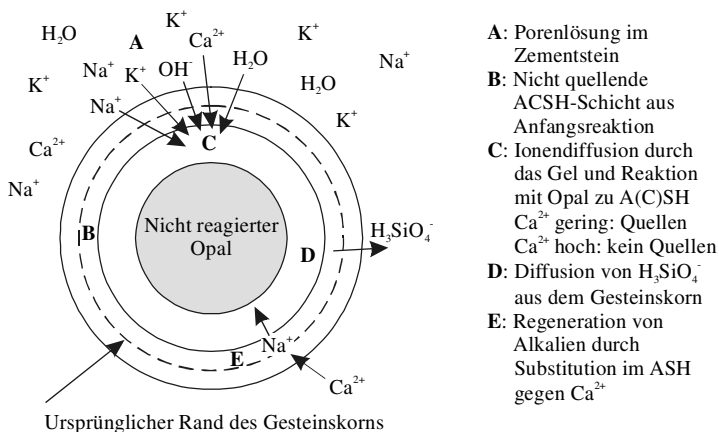 H₂O
A
K⁺
Ca²⁺
K⁺
Na⁺
K⁺
OH⁻
H₂O
Na⁺
K⁺
H₂O
Na⁺
K⁺
Ca²⁺
Na⁺
C
Nicht reagierter
Opal
B
D
H₃SiO₄⁻
E
Na⁺
Ca²⁺
Ursprünglicher Rand des Gesteinskorns
A: Porenlösung im
Zementstein
B: Nicht quellende
ACSH-Schicht aus
Anfangsreaktion
C: Ionendiffusion durch
das Gel und Reaktion
mit Opal zu A(C)SH
Ca²⁺ gering: Quellen
Ca²⁺ hoch: kein Quellen
D: Diffusion von H₃SiO₄⁻
aus dem Gesteinskorn
E: Regeneration von
Alkalien durch
Substitution im ASH
gegen Ca²⁺